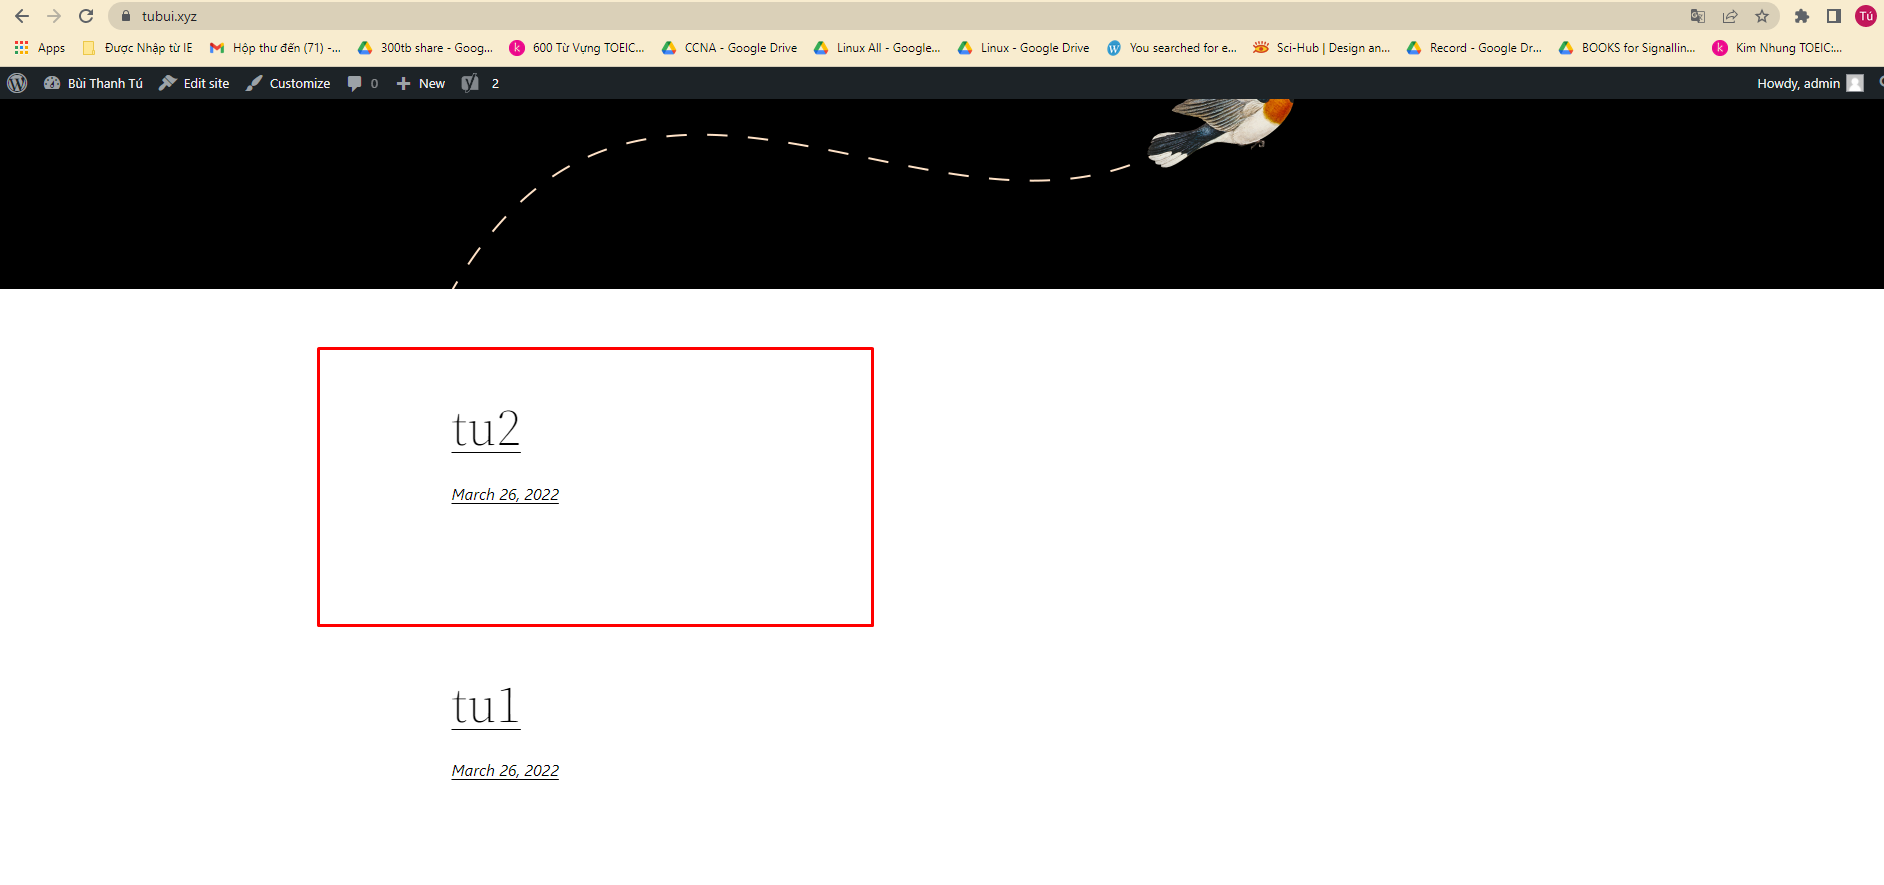 tubui.xyz
Tú
Apps Được Nhập từ IE Hộp thư đến (71) -... 300tb share - Goog... k 600 Từ Vựng TOEIC... CCNA - Google Drive Linux All - Google... Linux - Google Drive You searched for e... Sci-Hub | Design an... Record - Google Dr... BOOKS for Signallin... k Kim Nhung TOEIC:...
Bùi Thanh Tú Edit site Customize 0 New 2 Howdy, admin
tu2
March 26, 2022
tu1
March 26, 2022